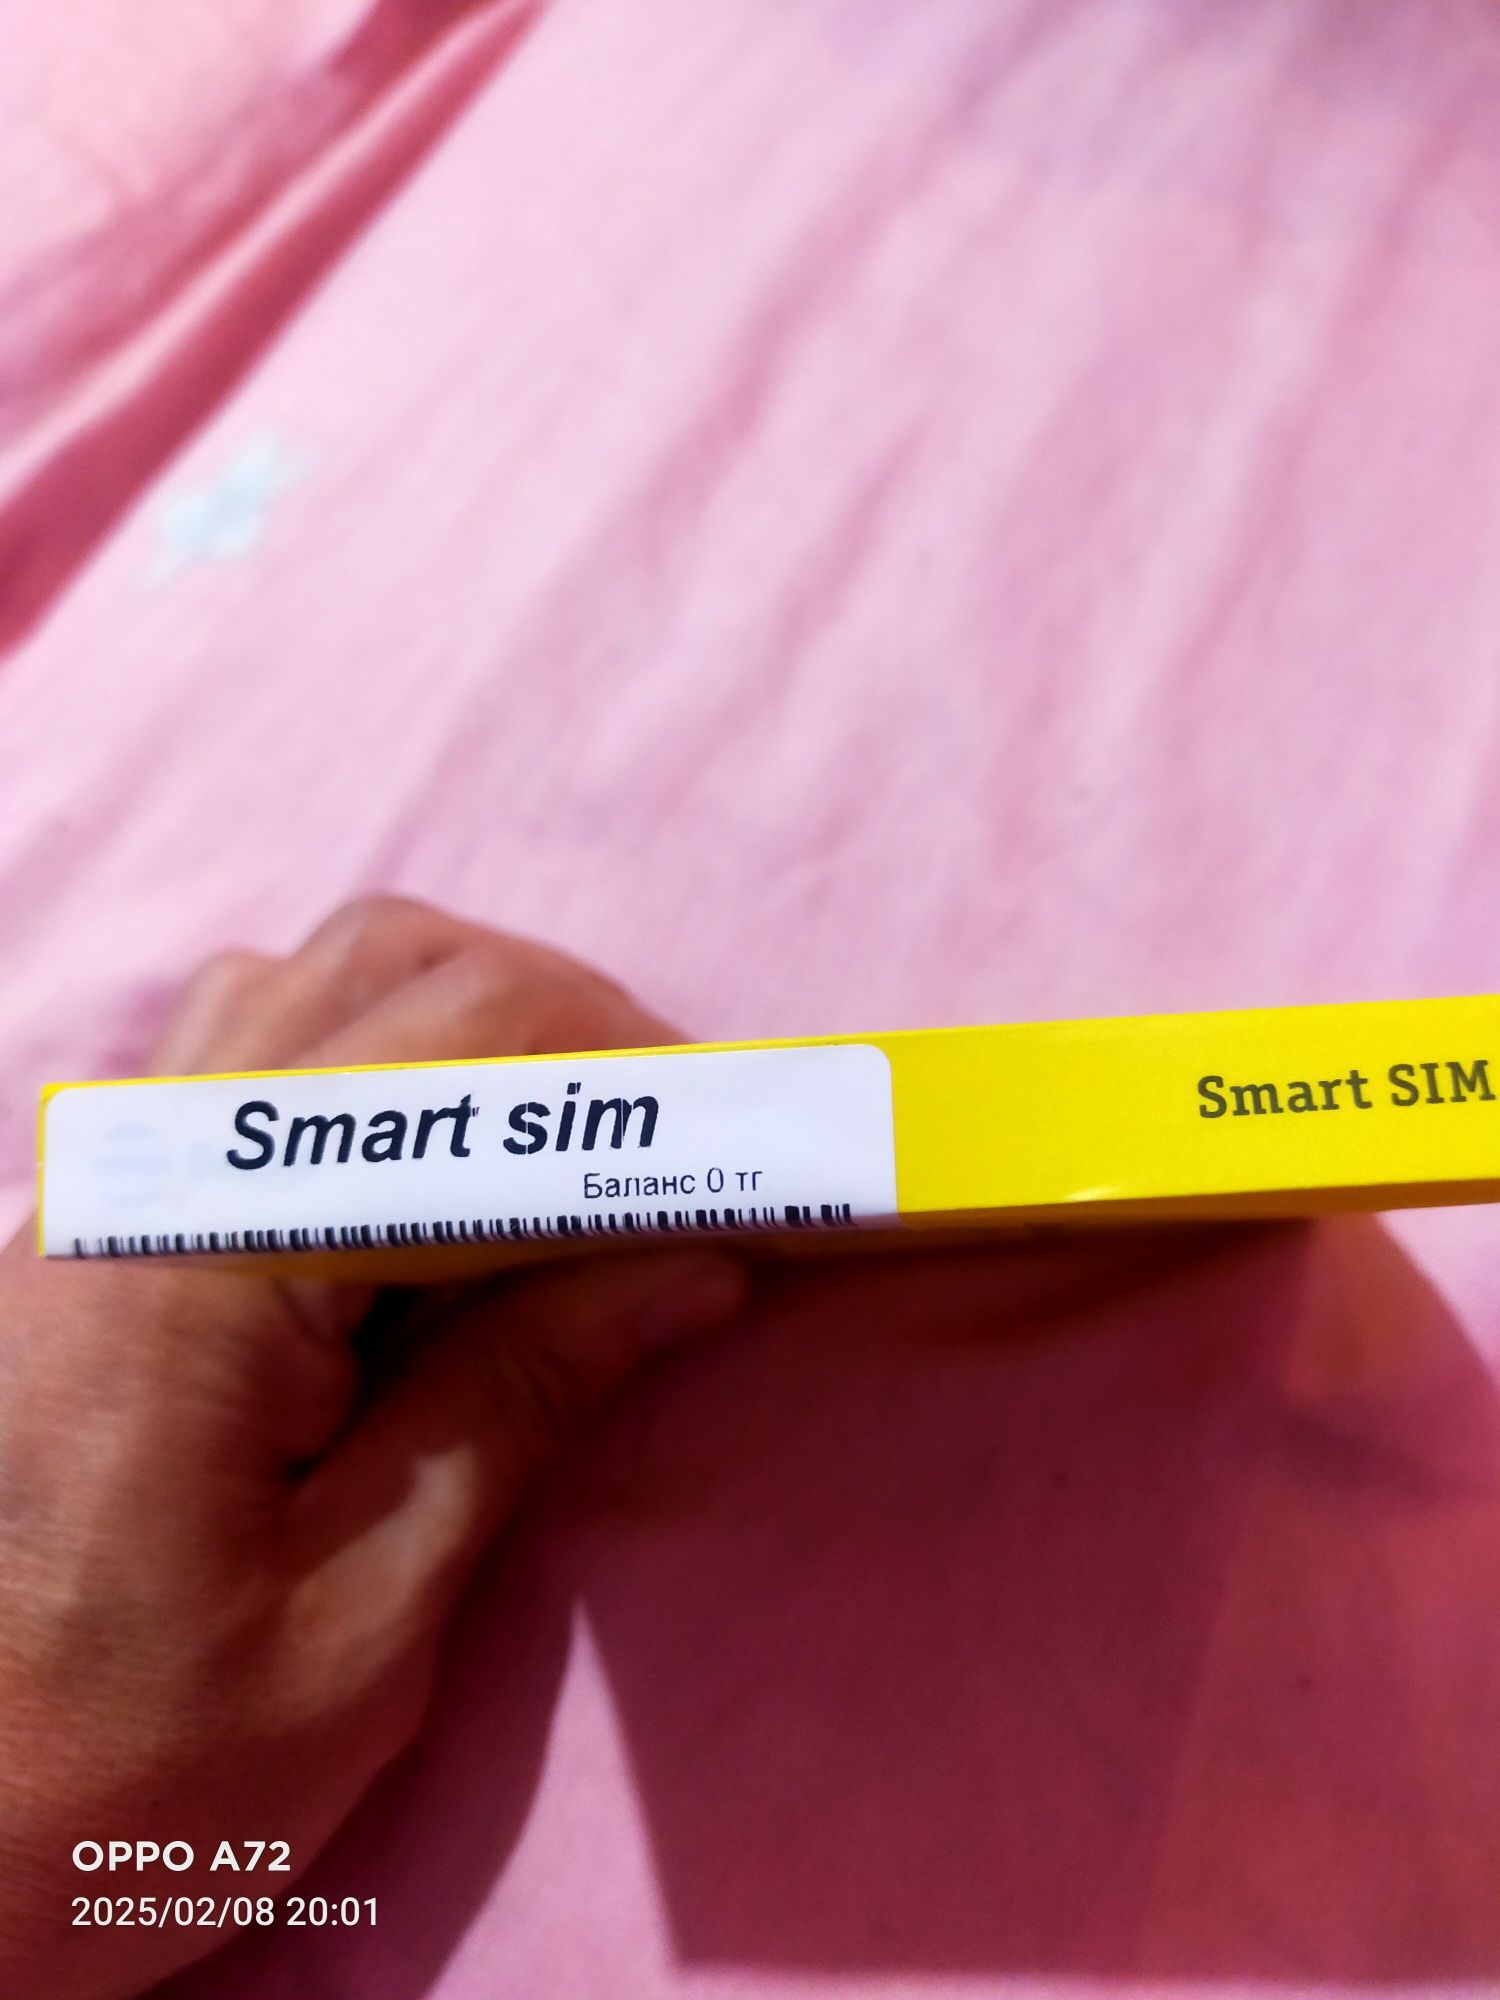 Smart sim
Баланс 0 тг
Smart SIM
OPPO A72
2025/02/08 20:01